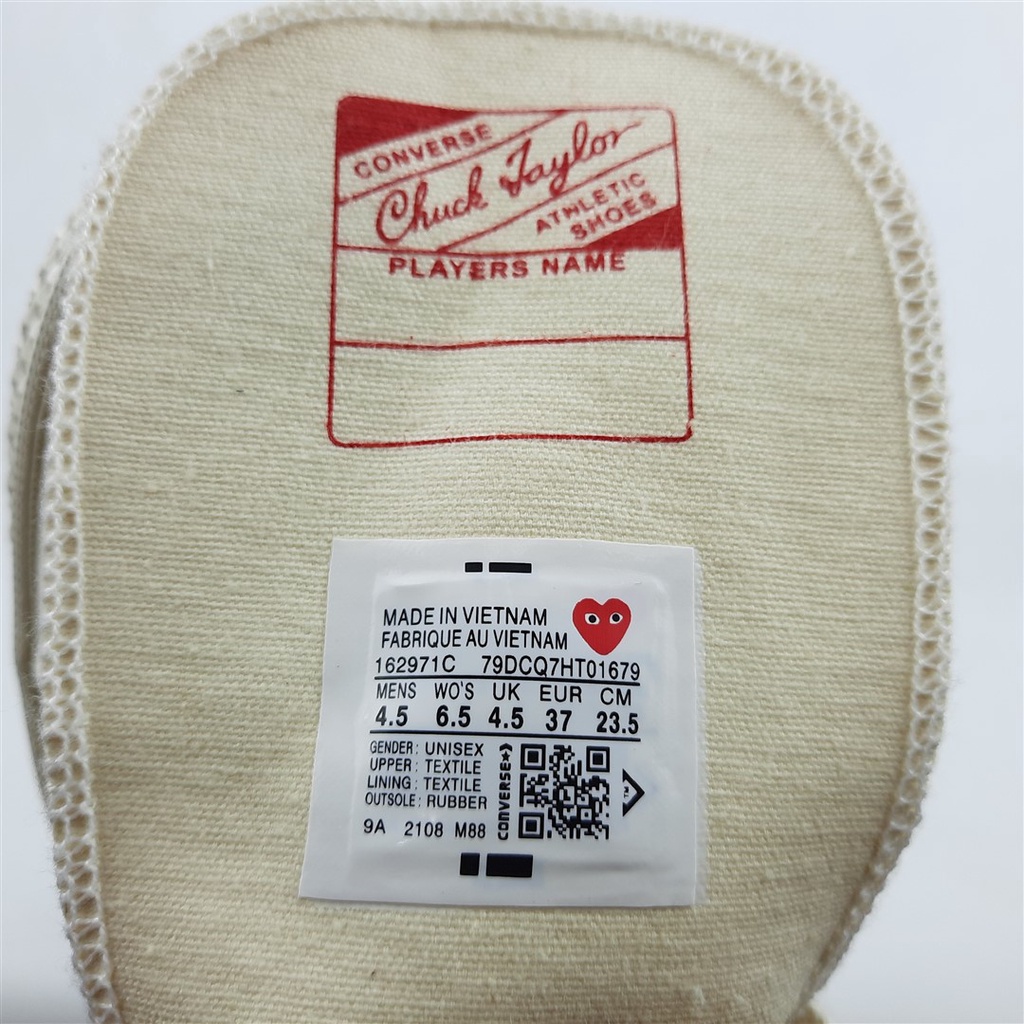 CONVERSE
Chuck Taylor
ATHLETIC
SHOES
PLAYERS NAME
MADE IN VIETNAM
FABRIQUE AU VIETNAM
162971C 79DCQ7HT01679
MENS WO'S UK EUR CM
4.5 6.5 4.5 37 23.5
GENDER: UNISEX
UPPER: TEXTILE
LINING: TEXTILE
OUTSOLE: RUBBER
9A 2108 M88
CONVERSE
TM